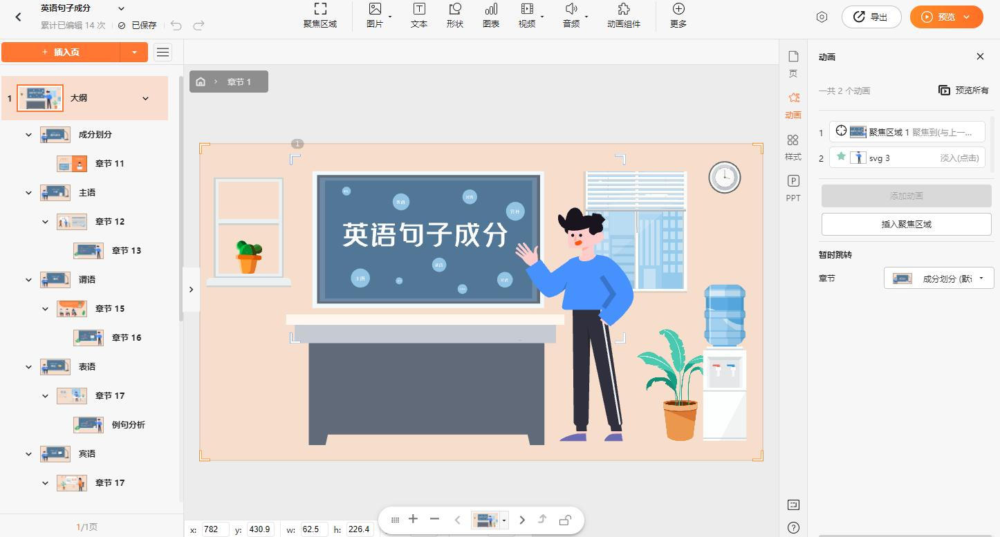 英语句子成分
累计已编辑 14 次
已保存
聚焦区域
图片
文本
形状
图表
视频
音频
动画组件
更多
导出
预览
+ 插入页
1 大纲
成分划分
章节 11
主语
章节 12
章节 13
谓语
章节 15
章节 16
表语
章节 17
例句分析
宾语
章节 17
1/1页
章节 1
1
英语句子成分
主语
x: 782 y: 430.9 w: 62.5 h: 226.4
页
动画
样式
PPT
动画
一共 2 个动画
预览所有
1 聚焦区域 1 聚焦到(与上一...
2 svg 3 淡入(点击)
添加动画
插入聚焦区域
暂时跳转
章节
成分划分 (默讠